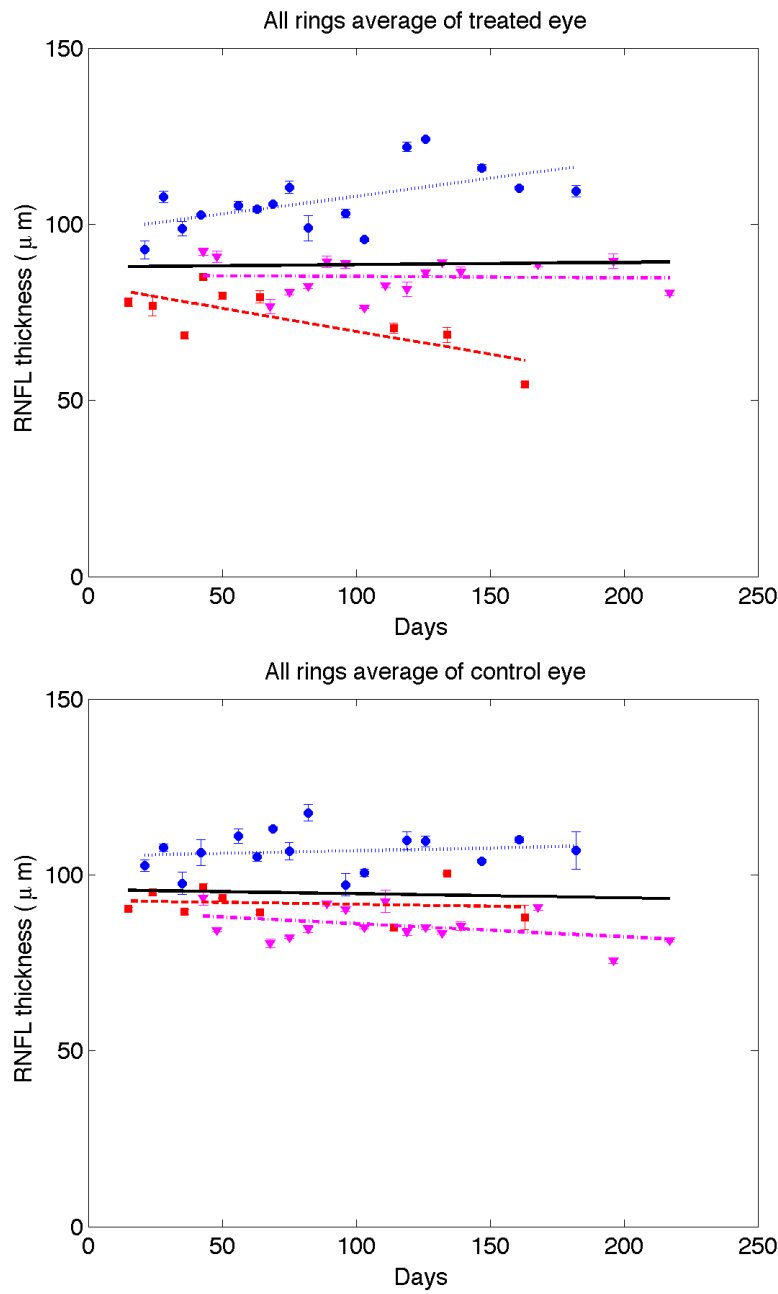 All rings average of treated eye
150
100
50
0
RNFL thickness ( μ m)
0 50 100 150 200 250
Days
All rings average of control eye
150
100
50
0
RNFL thickness ( μ m)
0 50 100 150 200 250
Days